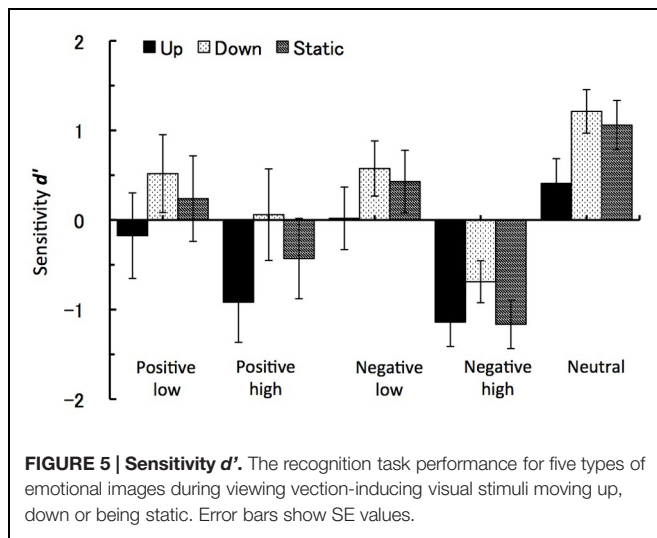 2
Up Down Static
1
0
-1
-2
Sensitivity d'
Positive low
Positive high
Negative low
Negative high
Neutral
FIGURE 5 | Sensitivity d'. The recognition task performance for five types of
emotional images during viewing vection-inducing visual stimuli moving up,
down or being static. Error bars show SE values.